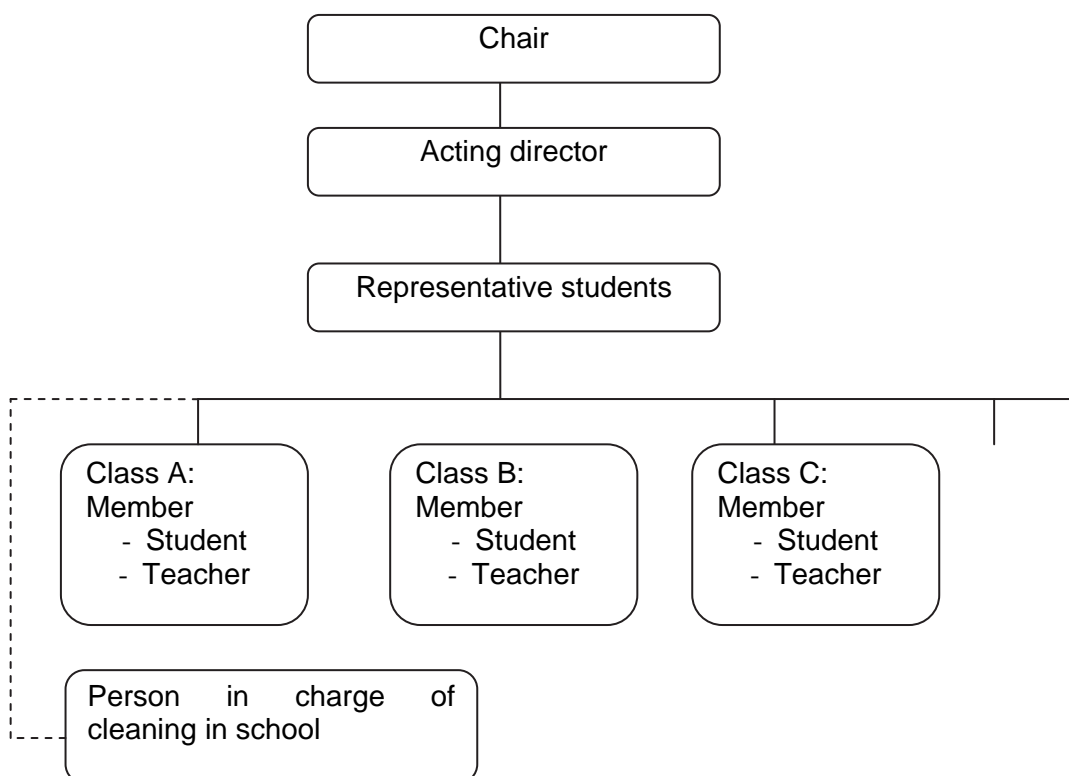 Chair
Acting director
Representative students
Class A:
Member
- Student
- Teacher
Class B:
Member
- Student
- Teacher
Class C:
Member
- Student
- Teacher
Person in charge of
cleaning in school